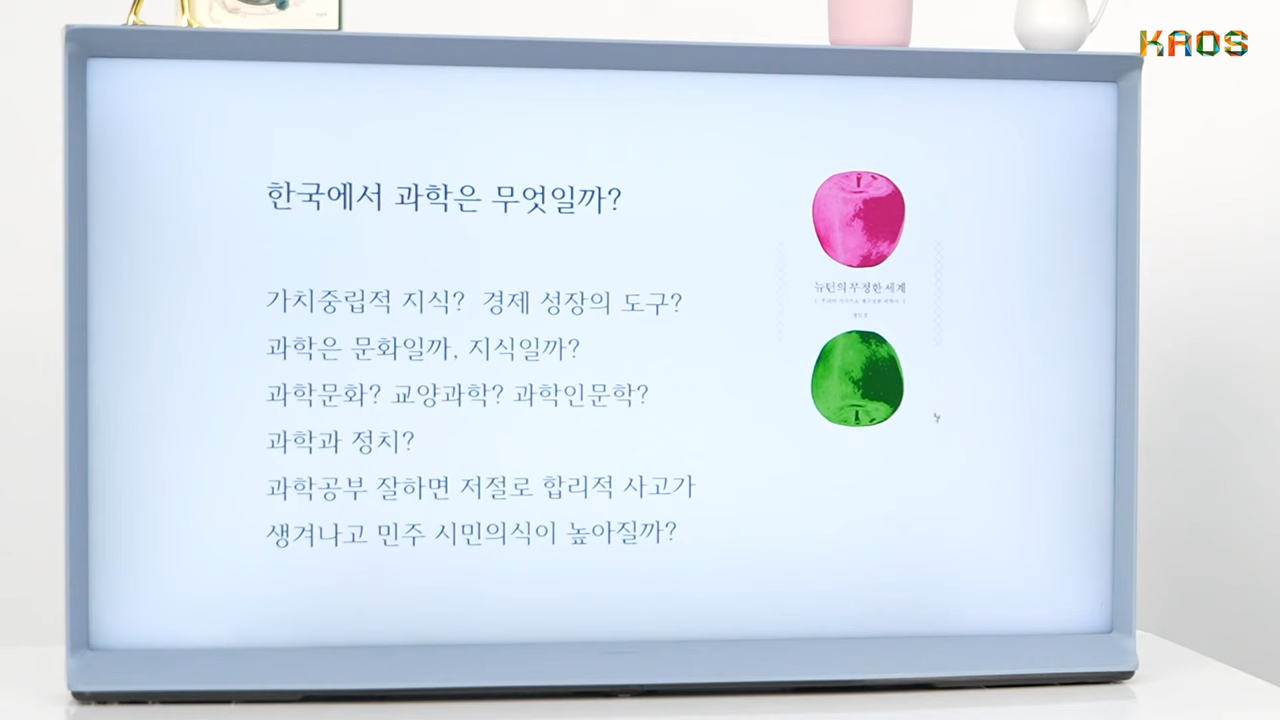 KAOS
한국에서 과학은 무엇일까?
가치중립적 지식? 경제 성장의 도구?
과학은 문화일까, 지식일까?
과학문화? 교양과학? 과학인문학?
과학과 정치?
과학공부 잘하면 저절로 합리적 사고가
생겨나고 민주 시민의식이 높아질까?
뉴턴의 무정한 세계